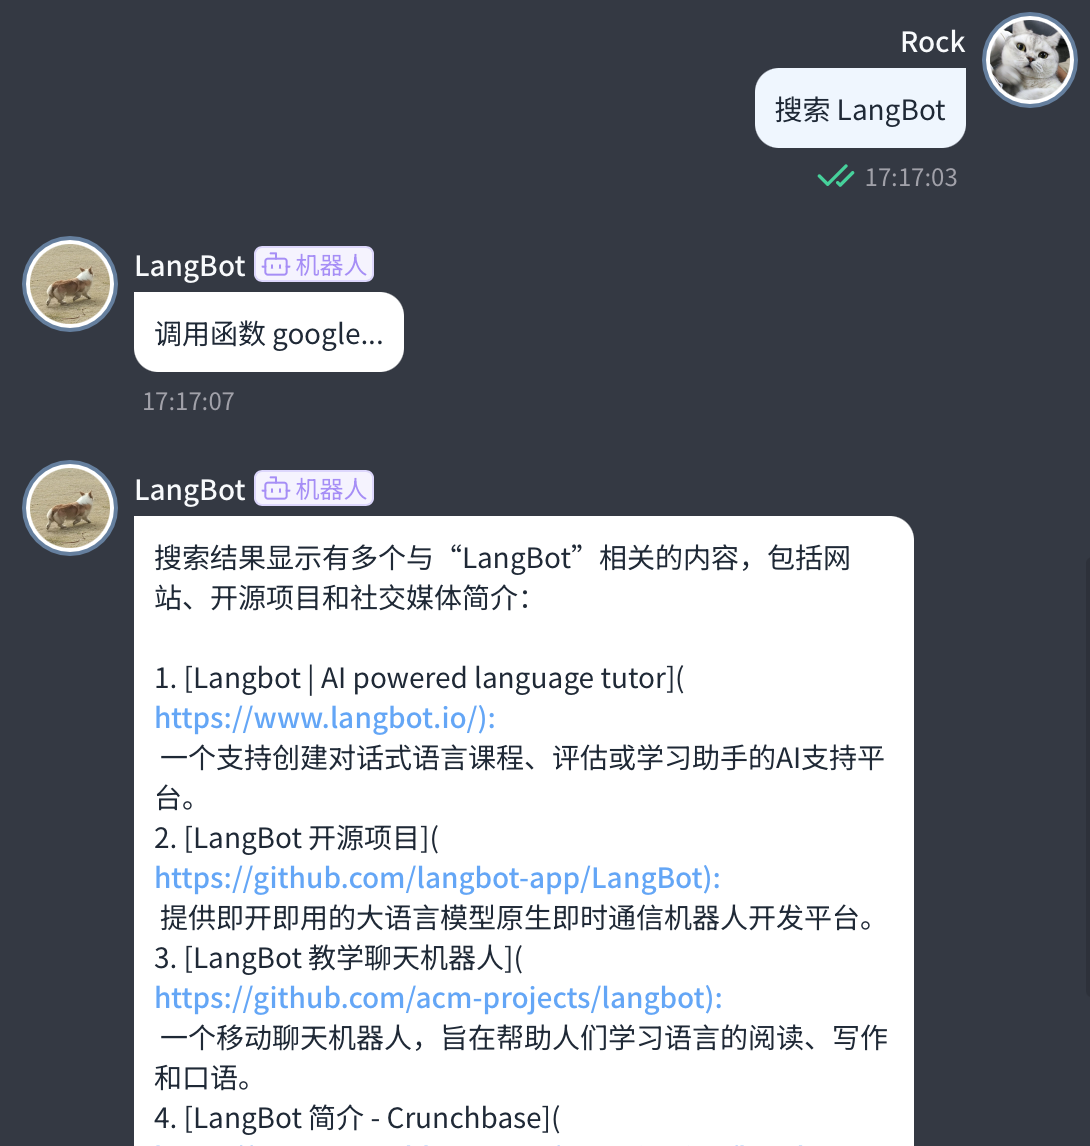 Rock
搜索 LangBot
17:17:03
LangBot 机器人
调用函数 google...
17:17:07
LangBot 机器人
搜索结果显示有多个与“LangBot”相关的内容，包括网
站、开源项目和社交媒体简介：
1. [Langbot | AI powered language tutor](
https://www.langbot.io/):
一个支持创建对话式语言课程、评估或学习助手的AI支持平
台。
2. [LangBot 开源项目](
https://github.com/langbot-app/LangBot):
提供即开即用的大语言模型原生即时通信机器人开发平台。
3. [LangBot 教学聊天机器人](
https://github.com/acm-projects/langbot):
一个移动聊天机器人，旨在帮助人们学习语言的阅读、写作
和口语。
4. [LangBot 简介 - Crunchbase](